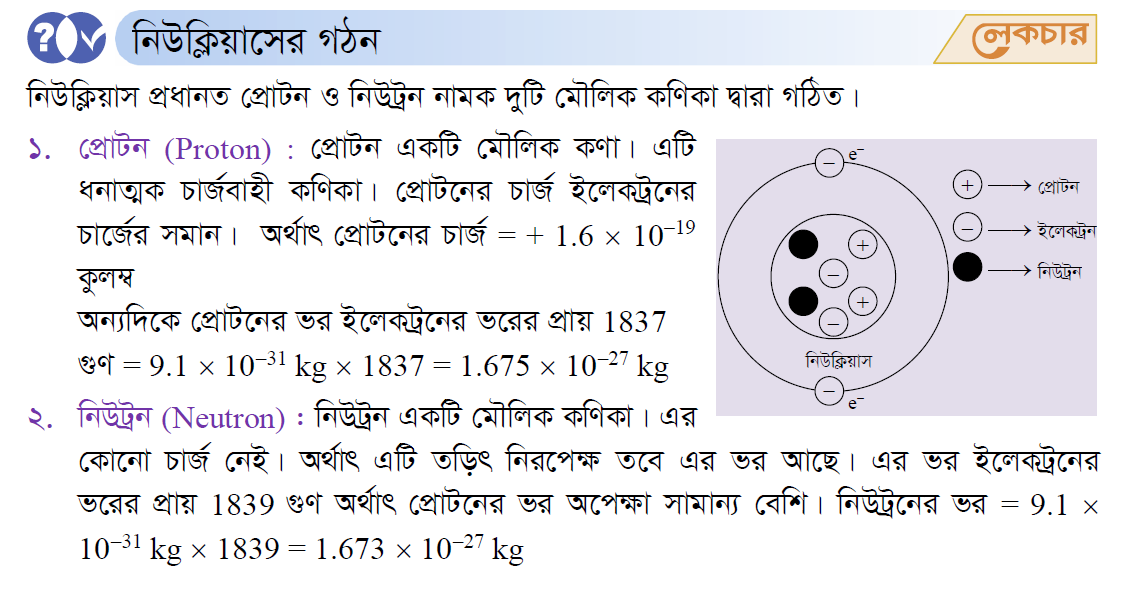 নিউক্লিয়াসের গঠন
লেকচার
নিউক্লিয়াস প্রধানত প্রোটন ও নিউট্রন নামক দুটি মৌলিক কণিকা দ্বারা গঠিত।
১. প্রোটন (Proton) : প্রোটন একটি মৌলিক কণা। এটি
ধনাত্মক চার্জবাহী কণিকা। প্রোটনের চার্জ ইলেকট্রনের
চার্জের সমান। অর্থাৎ প্রোটনের চার্জ = + 1.6 × 10⁻¹⁹
কুলম্ব
অন্যদিকে প্রোটনের ভর ইলেকট্রনের ভরের প্রায় 1837
গুণ = 9.1 × 10⁻³¹ kg × 1837 = 1.675 × 10⁻²⁷ kg
e⁻
+ → প্রোটন
− → ইলেকট্রন
→ নিউট্রন
নিউক্লিয়াস
e⁻
২. নিউট্রন (Neutron) : নিউট্রন একটি মৌলিক কণিকা। এর
কোনো চার্জ নেই। অর্থাৎ এটি তড়িৎ নিরপেক্ষ তবে এর ভর আছে। এর ভর ইলেকট্রনের
ভরের প্রায় 1839 গুণ অর্থাৎ প্রোটনের ভর অপেক্ষা সামান্য বেশি। নিউট্রনের ভর = 9.1 ×
10⁻³¹ kg × 1839 = 1.673 × 10⁻²⁷ kg